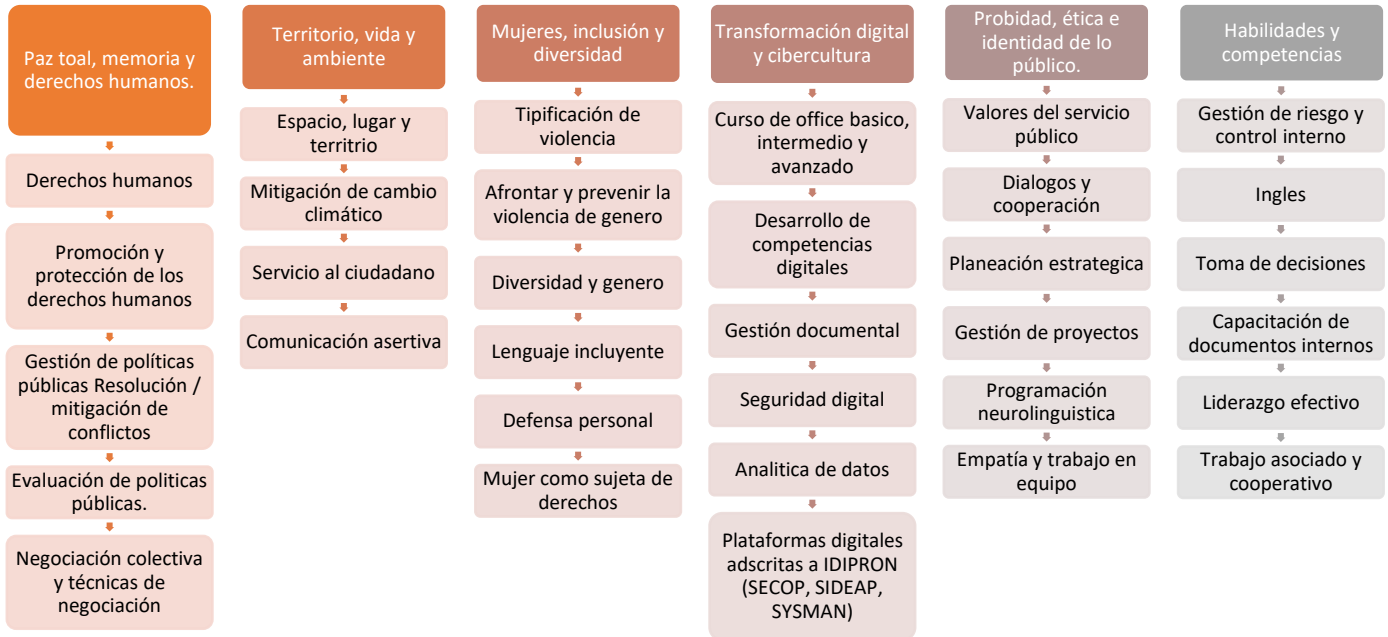 Paz toal, memoria y
derechos humanos.
Derechos humanos
Promoción y
protección de los
derechos humanos
Gestión de políticas
públicas Resolución /
mitigación de
conflictos
Evaluación de politicas
públicas.
Negociación colectiva
y técnicas de
negociación
Territorio, vida y
ambiente
Espacio, lugar y
territrio
Mitigación de cambio
climático
Servicio al ciudadano
Comunicación asertiva
Mujeres, inclusión y
diversidad
Tipificación de
violencia
Afrontar y prevenir la
violencia de genero
Diversidad y genero
Lenguaje incluyente
Defensa personal
Mujer como sujeta de
derechos
Transformación digital
y cibercultura
Curso de office basico,
intermedio y
avanzado
Desarrollo de
competencias
digitales
Gestión documental
Seguridad digital
Analitica de datos
Plataformas digitales
adscritas a IDIPRON
(SECOP, SIDEAP,
SYSMAN)
Probidad, ética e
identidad de lo
público.
Valores del servicio
público
Dialogos y
cooperación
Planeación estrategica
Gestión de proyectos
Programación
neurolinguistica
Empatía y trabajo en
equipo
Habilidades y
competencias
Gestión de riesgo y
control interno
Ingles
Toma de decisiones
Capacitación de
documentos internos
Liderazgo efectivo
Trabajo asociado y
cooperativo